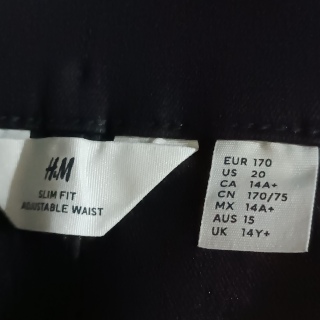 H&M
SLIM FIT
ADJUSTABLE WAIST
EUR 170
US 20
CA 14A+
CN 170/75
MX 14A+
AUS 15
UK 14Y+